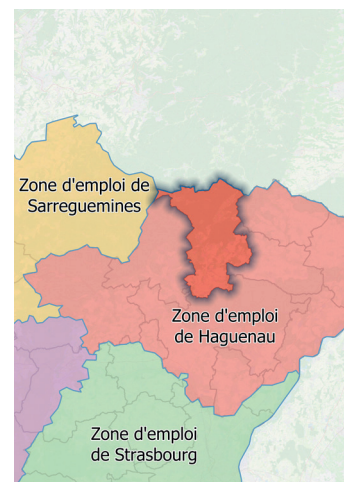 Zone d'emploi de
Sarreguemines
Zone d'emploi
de Haguenau
Zone d'emploi
de Strasbourg